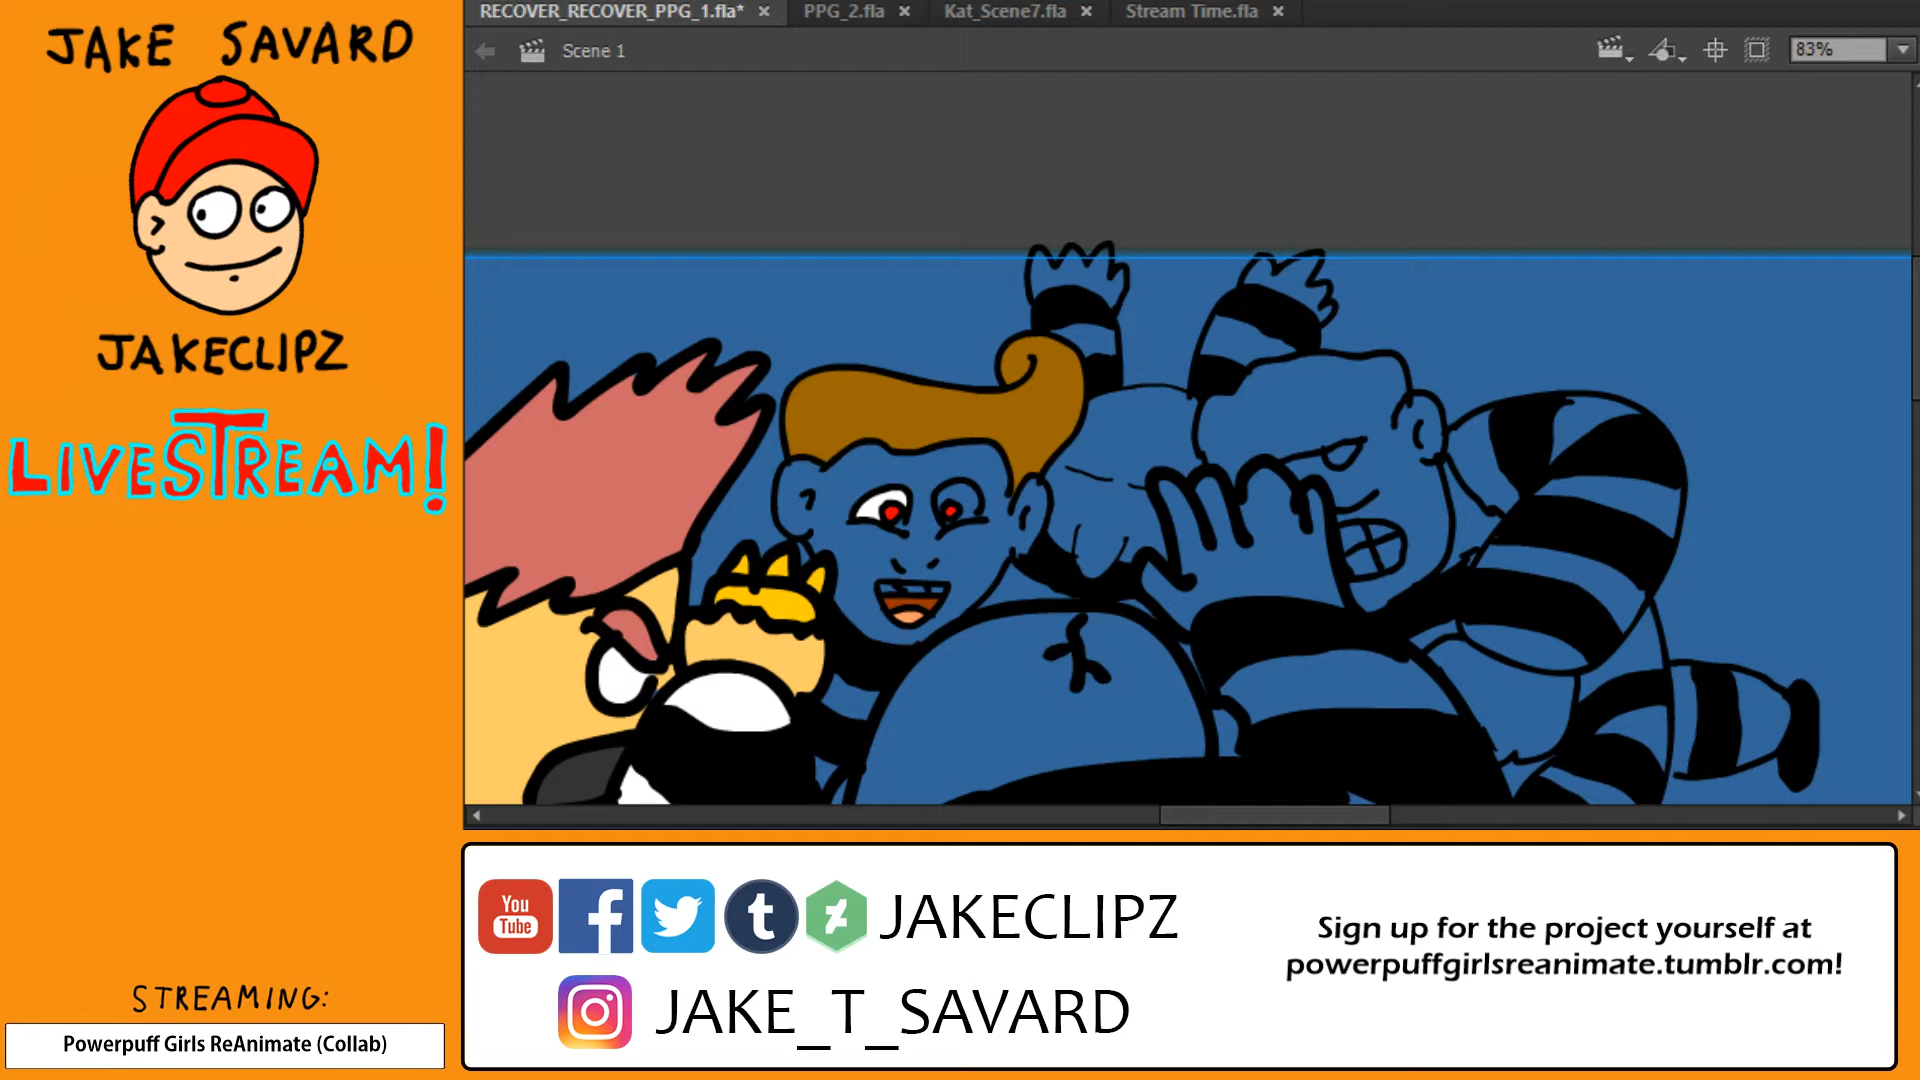 JAKE SAVARD
JAKECLIPZ
LIVESTREAM!
STREAMING:
Powerpuff Girls ReAnimate (Collab)
RECOVER_RECOVER_PPG_1.fla* × PPG_2.fla × Kat_Scene7.fla × Stream Time.fla ×
Scene 1
83%
You
Tube
f
t
JAKECLIPZ
JAKE_T_SAVARD
Sign up for the project yourself at
powerpuffgirlsreanimate.tumblr.com!